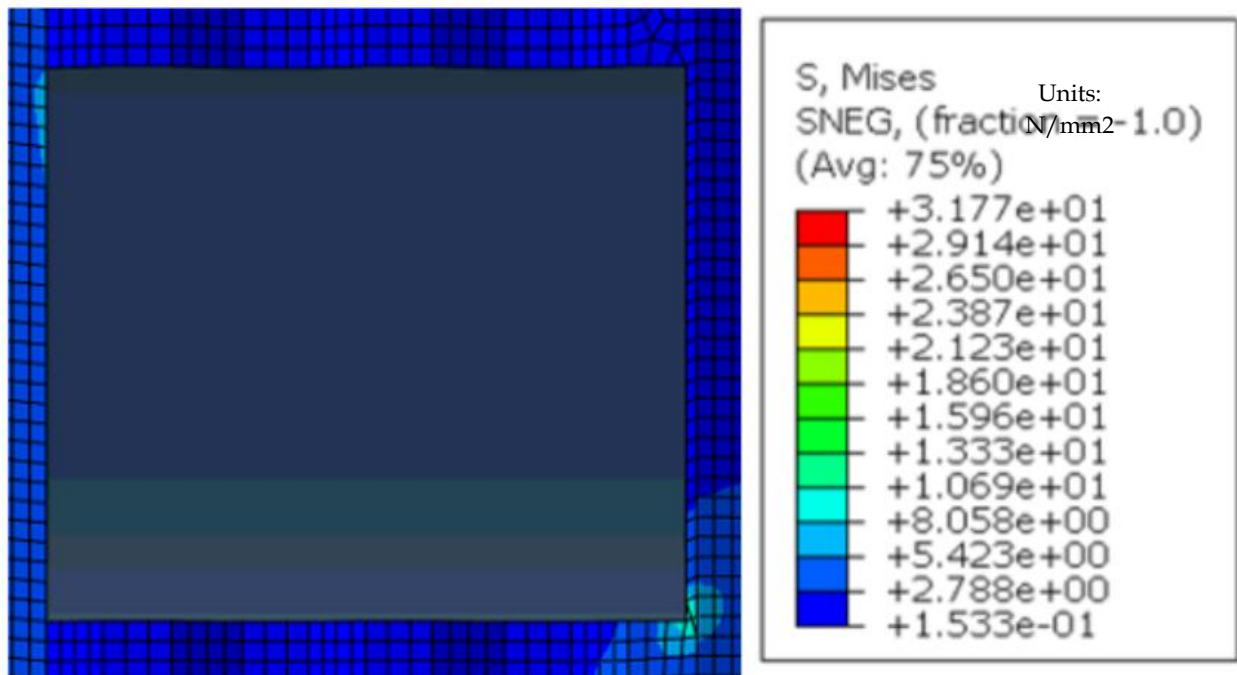 S, Mises
Units:
SNEG, (fraction = -1.0)
N/mm2
(Avg: 75%)
+3.177e+01
+2.914e+01
+2.650e+01
+2.387e+01
+2.123e+01
+1.860e+01
+1.596e+01
+1.333e+01
+1.069e+01
+8.058e+00
+5.423e+00
+2.788e+00
+1.533e-01